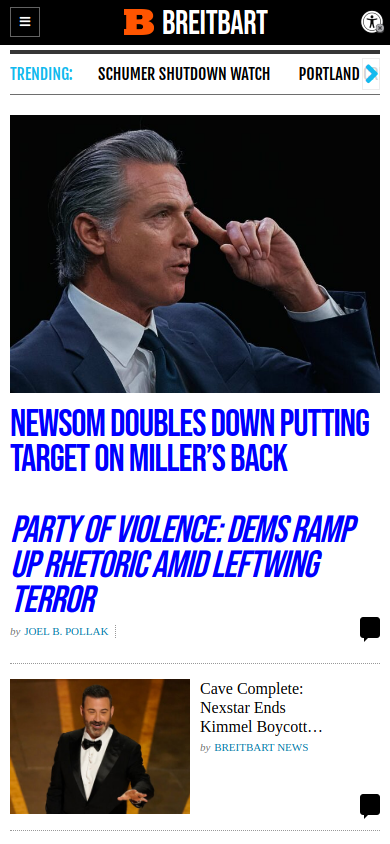 BREITBART
TRENDING: SCHUMER SHUTDOWN WATCH PORTLAND
NEWSOM DOUBLES DOWN PUTTING
TARGET ON MILLER'S BACK
PARTY OF VIOLENCE: DEMS RAMP
UP RHETORIC AMID LEFTWING
TERROR
by JOEL B. POLLAK
Cave Complete:
Nexstar Ends
Kimmel Boycott…
by BREITBART NEWS